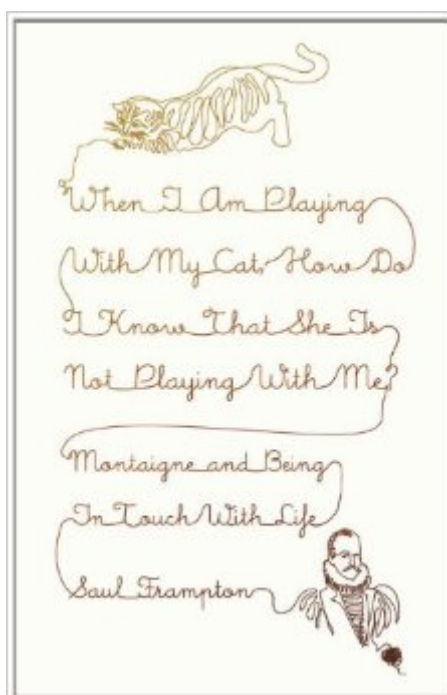 When I Am Playing
With My Cat, How Do
I Know That She Is
Not Playing With Me?
Montaigne and Being
In Touch With Life
Saul Frampton